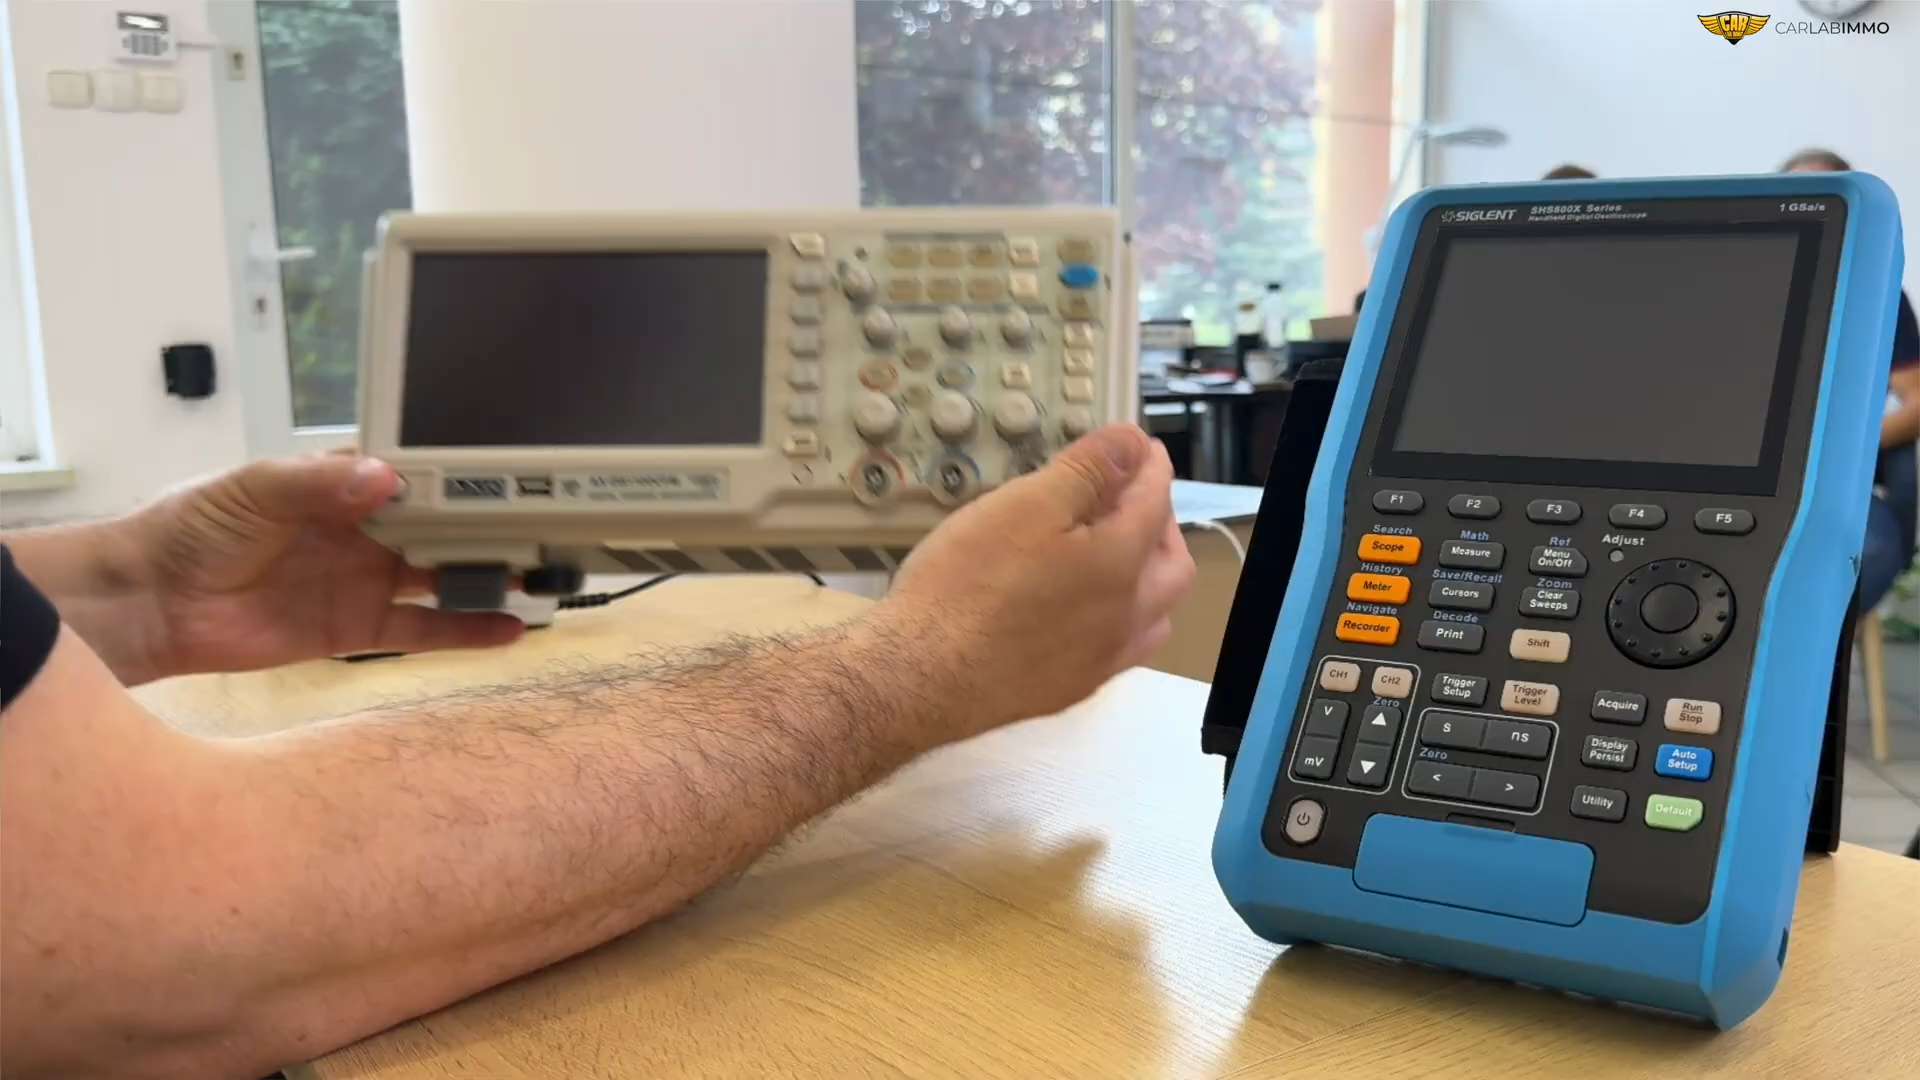 CAR
CARLABIMMO
SIGLENT
SHS800X Series
Handheld Digital Oscilloscope
1 GSa/s
F1
F2
F3
F4
F5
Search
Scope
Math
Measure
Ref
Menu
On/Off
Adjust
History
Meter
Save/Recall
Cursors
Zoom
Clear
Sweeps
Navigate
Recorder
Decode
Print
Shift
CH1
CH2
Trigger
Setup
Trigger
Level
Acquire
Run
Stop
Zero
V
mV
S
ns
Zero
<
>
Display
Persist
Auto
Setup
Utility
Default